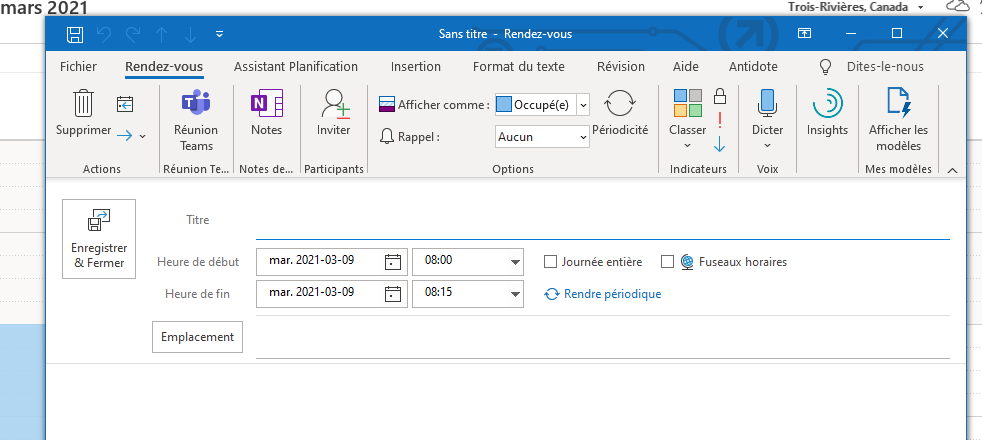 mars 2021
Trois-Rivières, Canada
Sans titre - Rendez-vous
Fichier Rendez-vous Assistant Planification Insertion Format du texte Révision Aide Antidote Dites-le-nous
Supprimer
Réunion Teams
Notes
Inviter
Afficher comme : Occupé(e)
Rappel : Aucun
Périodicité
Classer
Dicter
Insights
Afficher les modèles
Actions Réunion Te... Notes de... Participants Options Indicateurs Voix Mes modèles
Enregistrer & Fermer
Titre
Heure de début mar. 2021-03-09 08:00 Journée entière Fuseaux horaires
Heure de fin mar. 2021-03-09 08:15 Rendre périodique
Emplacement